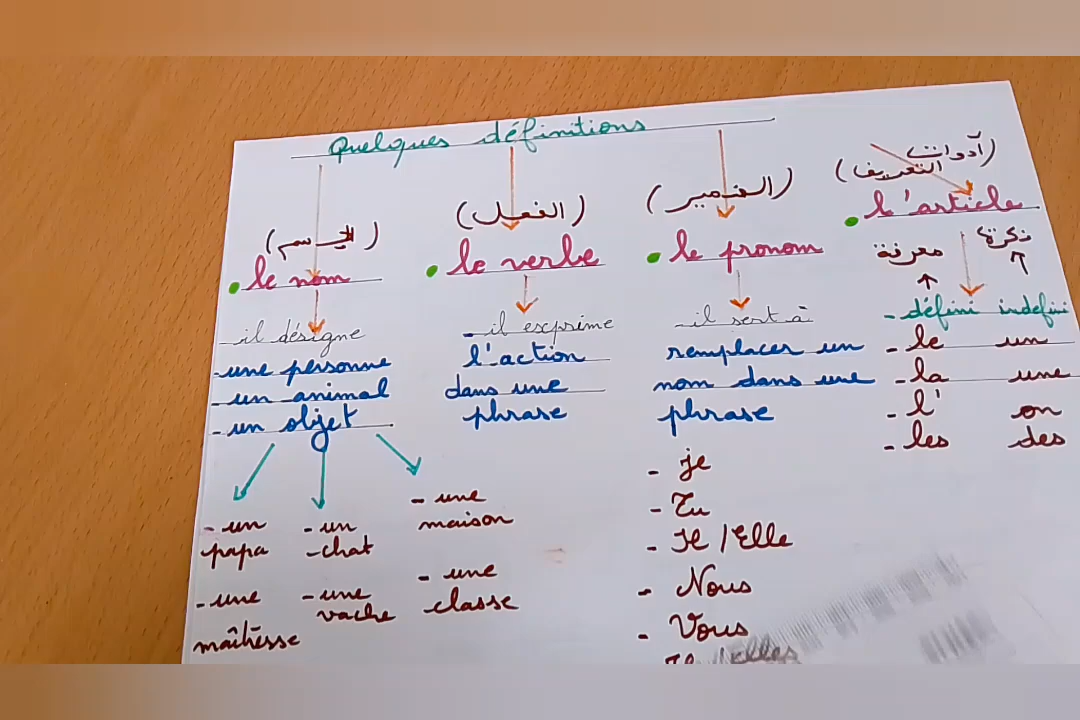 Quelques définitions
(الإسم)
• le nom
il désigne
- une personne
- un animal
- un objet
- un papa
- une maîtresse
- un
- chat
- une vache
- une maison
- une classe
(الفعل)
• le verbe
- il exprime
l'action
dans une
phrase
(الضمير)
• le pronom
- il sert à
remplacer un
nom dans une
phrase
- je
- Tu
- Il / Elle
- Nous
- Vous
(أدوات
التعريف)
• l'article
معرفة نكرة
- défini indéfini
- le un
- la une
- l' on
- les des